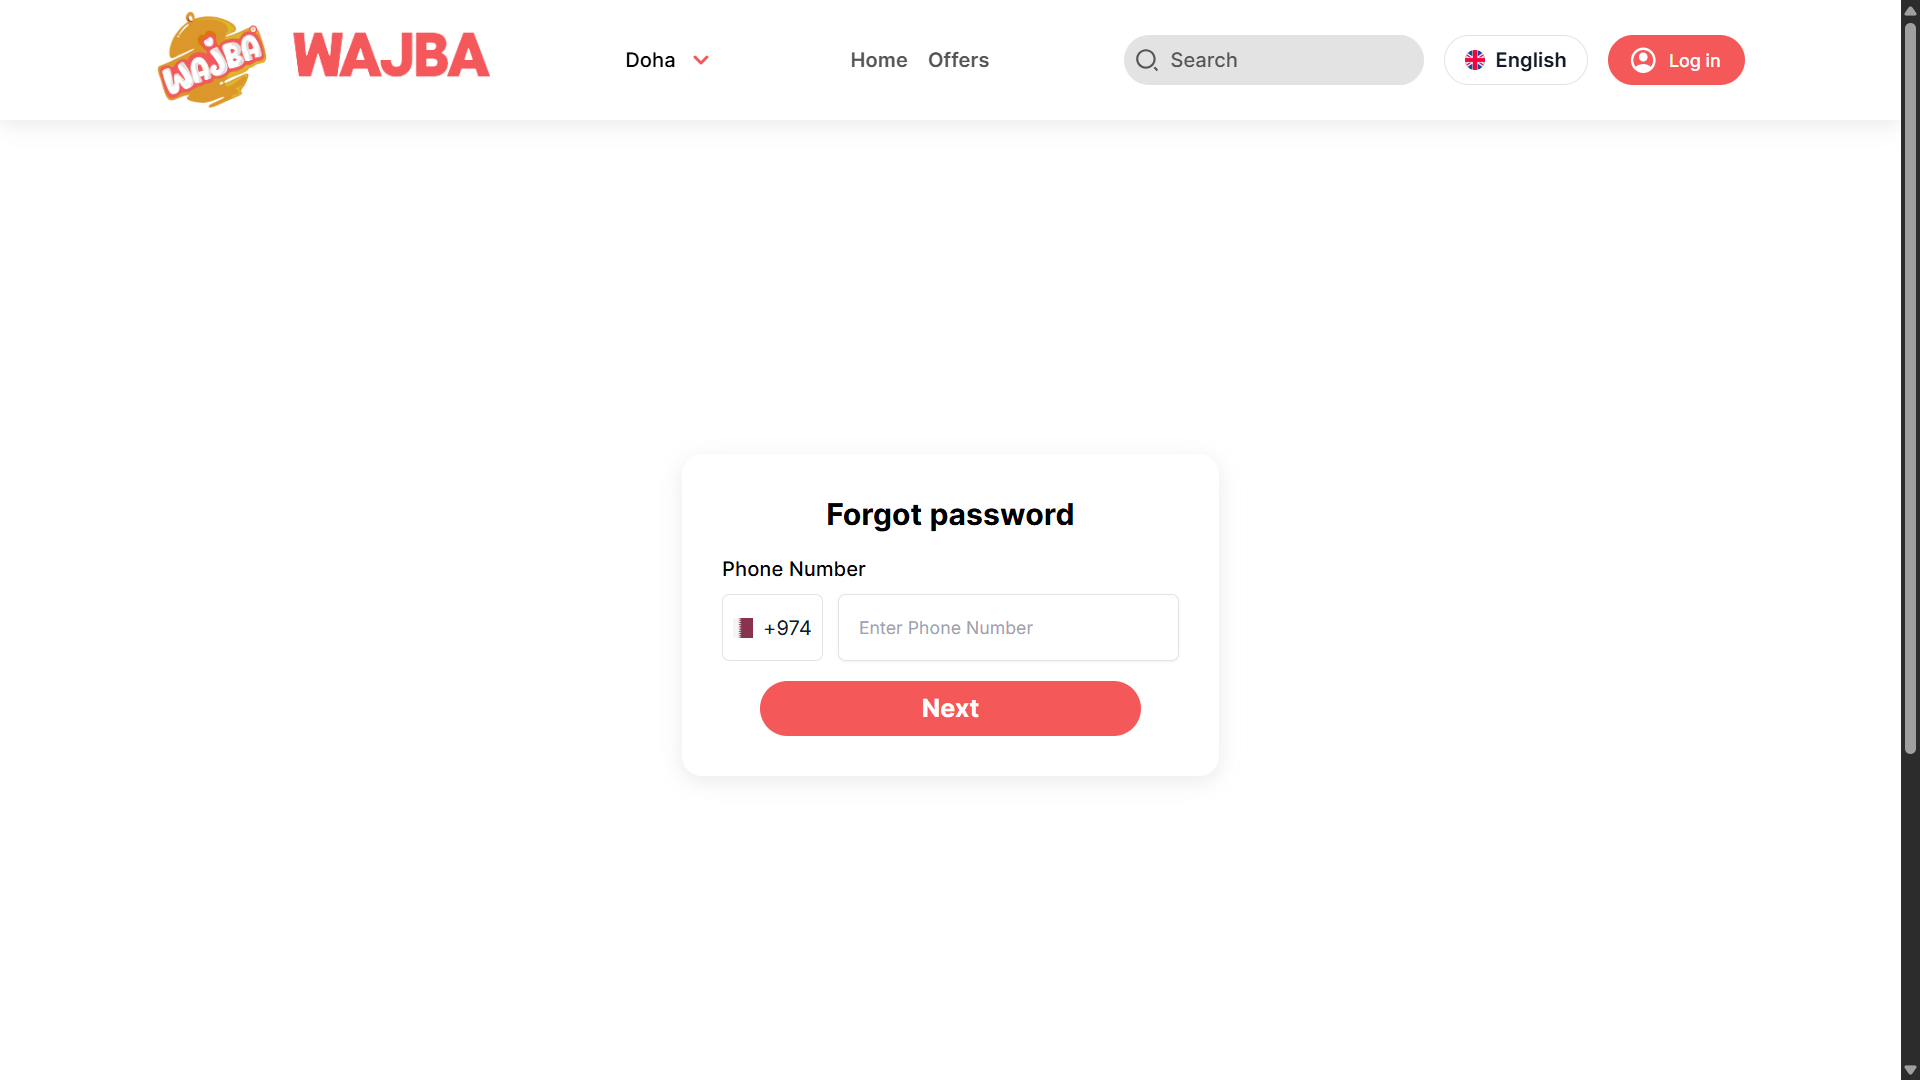 WAJBA
WAJBA
Doha
Home
Offers
Search
English
Log in
Forgot password
Phone Number
+974
Enter Phone Number
Next